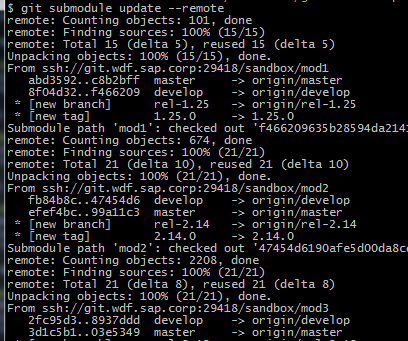 $ git submodule update --remote
remote: Counting objects: 101, done
remote: Finding sources: 100% (15/15)
remote: Total 15 (delta 5), reused 15 (delta 5)
Unpacking objects: 100% (15/15), done.
From ssh://git.wdf.sap.corp:29418/sandbox/mod1
abd3592..c8b2bff master -> origin/master
8f04d32..f466209 develop -> origin/develop
* [new branch] rel-1.25 -> origin/rel-1.25
* [new tag] 1.25.0 -> 1.25.0
Submodule path 'mod1': checked out 'f466209635b28594da2141
remote: Counting objects: 674, done
remote: Finding sources: 100% (21/21)
remote: Total 21 (delta 10), reused 21 (delta 10)
Unpacking objects: 100% (21/21), done.
From ssh://git.wdf.sap.corp:29418/sandbox/mod2
fb84b8c..47454d6 develop -> origin/develop
efef4bc..99a11c3 master -> origin/master
* [new branch] rel-2.14 -> origin/rel-2.14
* [new tag] 2.14.0 -> 2.14.0
Submodule path 'mod2': checked out '47454d6190afe5d00da8c
remote: Counting objects: 2208, done
remote: Finding sources: 100% (21/21)
remote: Total 21 (delta 8), reused 21 (delta 8)
Unpacking objects: 100% (21/21), done.
From ssh://git.wdf.sap.corp:29418/sandbox/mod3
2fc95d3..8937ddd develop -> origin/develop
3d1c5b1..03e5349 master -> origin/master